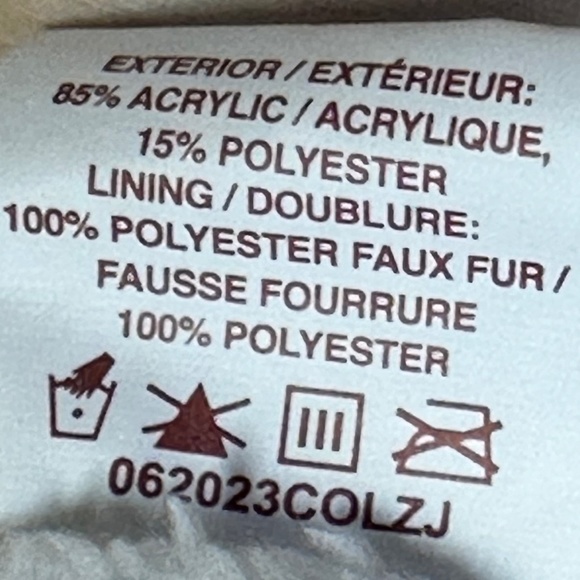 EXTERIOR / EXTÉRIEUR:
85% ACRYLIC / ACRYLIQUE,
15% POLYESTER
LINING / DOUBLURE:
100% POLYESTER FAUX FUR /
FAUSSE FOURRURE
100% POLYESTER
062023COLZJ